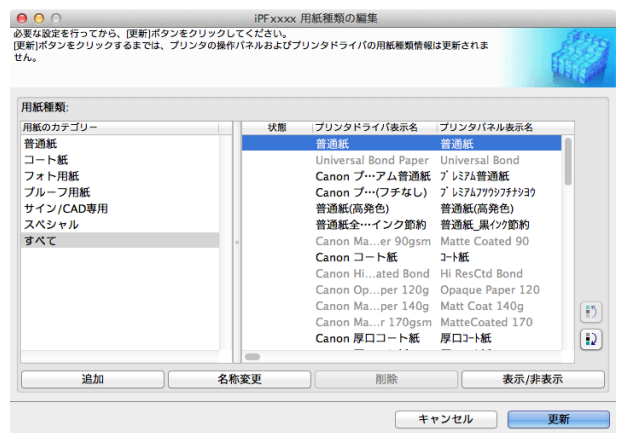 iPFxxxx 用紙種類の編集
必要な設定を行ってから、[更新]ボタンをクリックしてください。
[更新]ボタンをクリックするまでは、プリンタの操作パネルおよびプリンタドライバの用紙種類情報は更新されま
せん。
用紙種類:
用紙のカテゴリー
普通紙
コート紙
フォト用紙
プルーフ用紙
サイン/CAD専用
スペシャル
すべて
状態 プリンタドライバ表示名 プリンタパネル表示名
普通紙 普通紙
Universal Bond Paper Universal Bond
Canon プ…アム普通紙 プレミアム普通紙
Canon プ…(フチなし) プレミアムフツウシフチナショウ
普通紙(高発色) 普通紙(高発色)
普通紙全…インク節約 普通紙_黒インク節約
Canon Ma…er 90gsm Matte Coated 90
Canon コート紙 コート紙
Canon Hi…ated Bond Hi ResCtd Bond
Canon Op…per 120g Opaque Paper 120
Canon Ma…per 140g Matt Coat 140g
Canon Ma…r 170gsm MatteCoated 170
Canon 厚口コート紙 厚口コート紙
追加 名称変更 削除 表示/非表示
キャンセル 更新